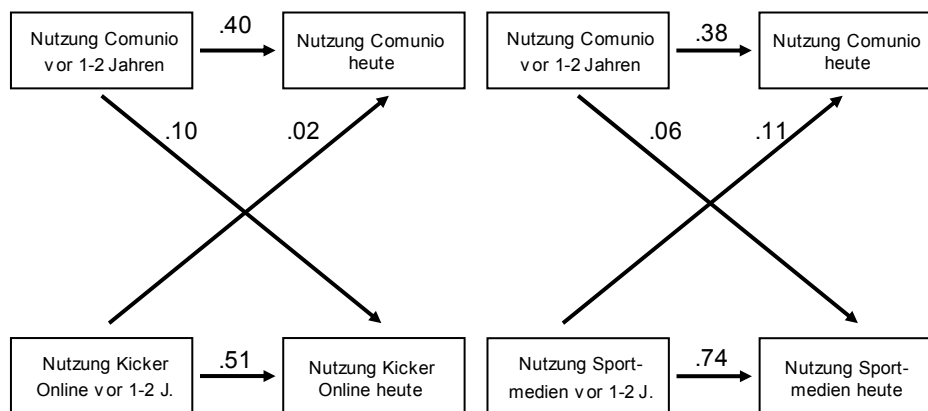 Nutzung Comunio
vor 1-2 Jahren
.40
Nutzung Comunio
heute
.10
.02
Nutzung Kicker
Online vor 1-2 J.
.51
Nutzung Kicker
Online heute
Nutzung Comunio
vor 1-2 Jahren
.38
Nutzung Comunio
heute
.06
.11
Nutzung Sport-
medien vor 1-2 J.
.74
Nutzung Sport-
medien heute